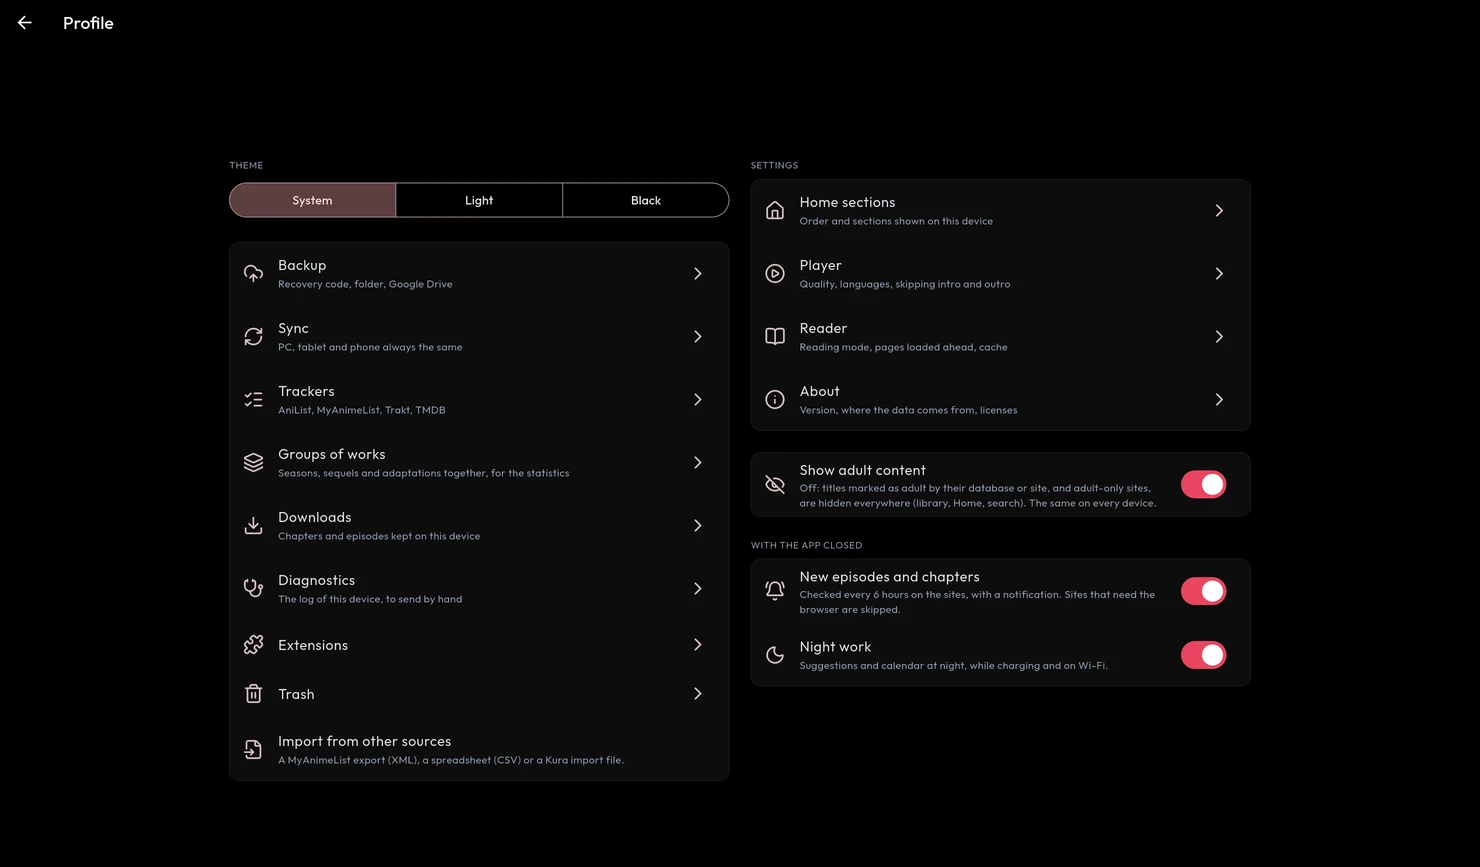 Profile
THEME
System
Light
Black
Backup
Recovery code, folder, Google Drive
Sync
PC, tablet and phone always the same
Trackers
AniList, MyAnimeList, Trakt, TMDB
Groups of works
Seasons, sequels and adaptations together, for the statistics
Downloads
Chapters and episodes kept on this device
Diagnostics
The log of this device, to send by hand
Extensions
Trash
Import from other sources
A MyAnimeList export (XML), a spreadsheet (CSV) or a Kura import file.
SETTINGS
Home sections
Order and sections shown on this device
Player
Quality, languages, skipping intro and outro
Reader
Reading mode, pages loaded ahead, cache
About
Version, where the data comes from, licenses
Show adult content
Off: titles marked as adult by their database or site, and adult-only sites,
are hidden everywhere (library, Home, search). The same on every device.
WITH THE APP CLOSED
New episodes and chapters
Checked every 6 hours on the sites, with a notification. Sites that need the
browser are skipped.
Night work
Suggestions and calendar at night, while charging and on Wi-Fi.